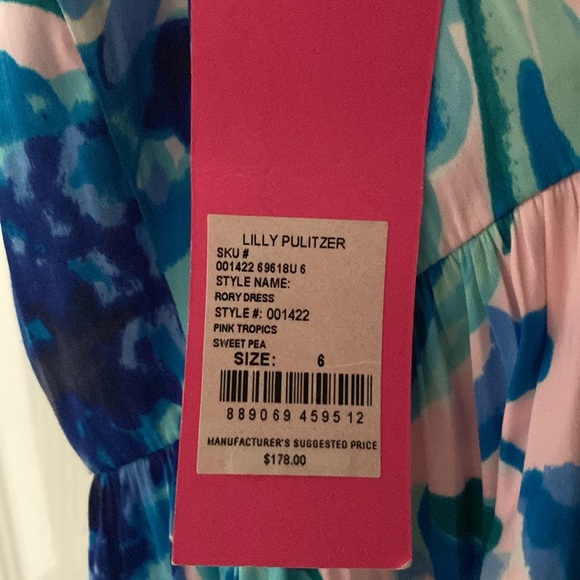 LILLY PULITZER
SKU #
001422 69618U 6
STYLE NAME:
RORY DRESS
STYLE #: 001422
PINK TROPICS
SWEET PEA
SIZE: 6
889069 459512
MANUFACTURER'S SUGGESTED PRICE
$178.00